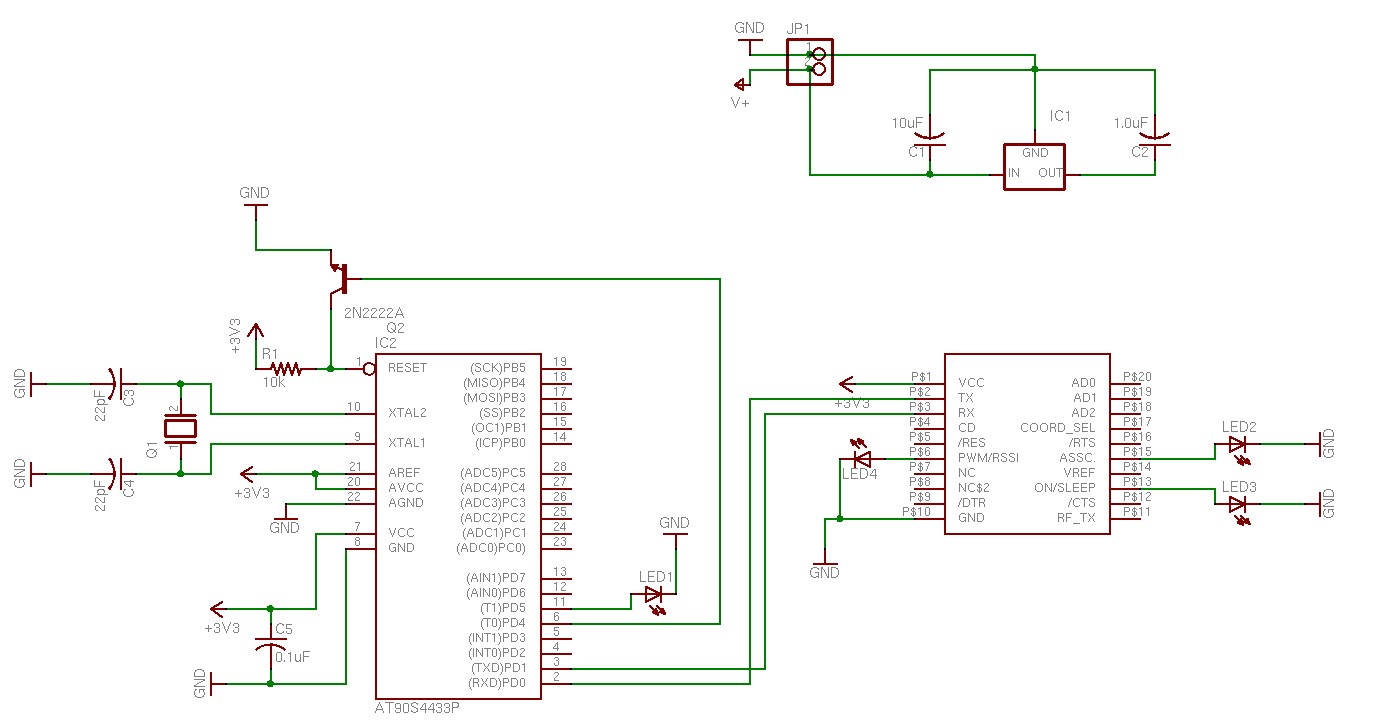 GND
JP1
1
2
V+
10uF
C1
IC1
GND
IN
OUT
1.0uF
C2
GND
2N2222A
Q2
IC2
+3V3
R1
10k
GND
22pF
C3
Q1
2
1
GND
22pF
C4
+3V3
GND
+3V3
C5
0.1uF
GND
1 RESET
10 XTAL2
9 XTAL1
21 AREF
20 AVCC
22 AGND
7 VCC
8 GND
(SCK)PB5 19
(MISO)PB4 18
(MOSI)PB3 17
(SS)PB2 16
(OC1)PB1 15
(ICP)PB0 14
(ADC5)PC5 28
(ADC4)PC4 27
(ADC3)PC3 26
(ADC2)PC2 25
(ADC1)PC1 24
(ADC0)PC0) 23
(AIN1)PD7 13
(AIN0)PD6 12
(T1)PD5 11
(T0)PD4 6
(INT1)PD3 5
(INT0)PD2 4
(TXD)PD1 3
(RXD)PD0 2
AT90S4433P
LED1
GND
+3V3
LED4
GND
P$1 VCC
P$2 TX
P$3 RX
P$4 CD
P$5 /RES
P$6 PWM/RSSI
P$7 NC
P$8 NC$2
P$9 /DTR
P$10 GND
AD0 P$20
AD1 P$19
AD2 P$18
COORD_SEL P$17
/RTS P$16
ASSC. P$15
VREF P$14
ON/SLEEP P$13
/CTS P$12
RF_TX P$11
LED2
GND
LED3
GND